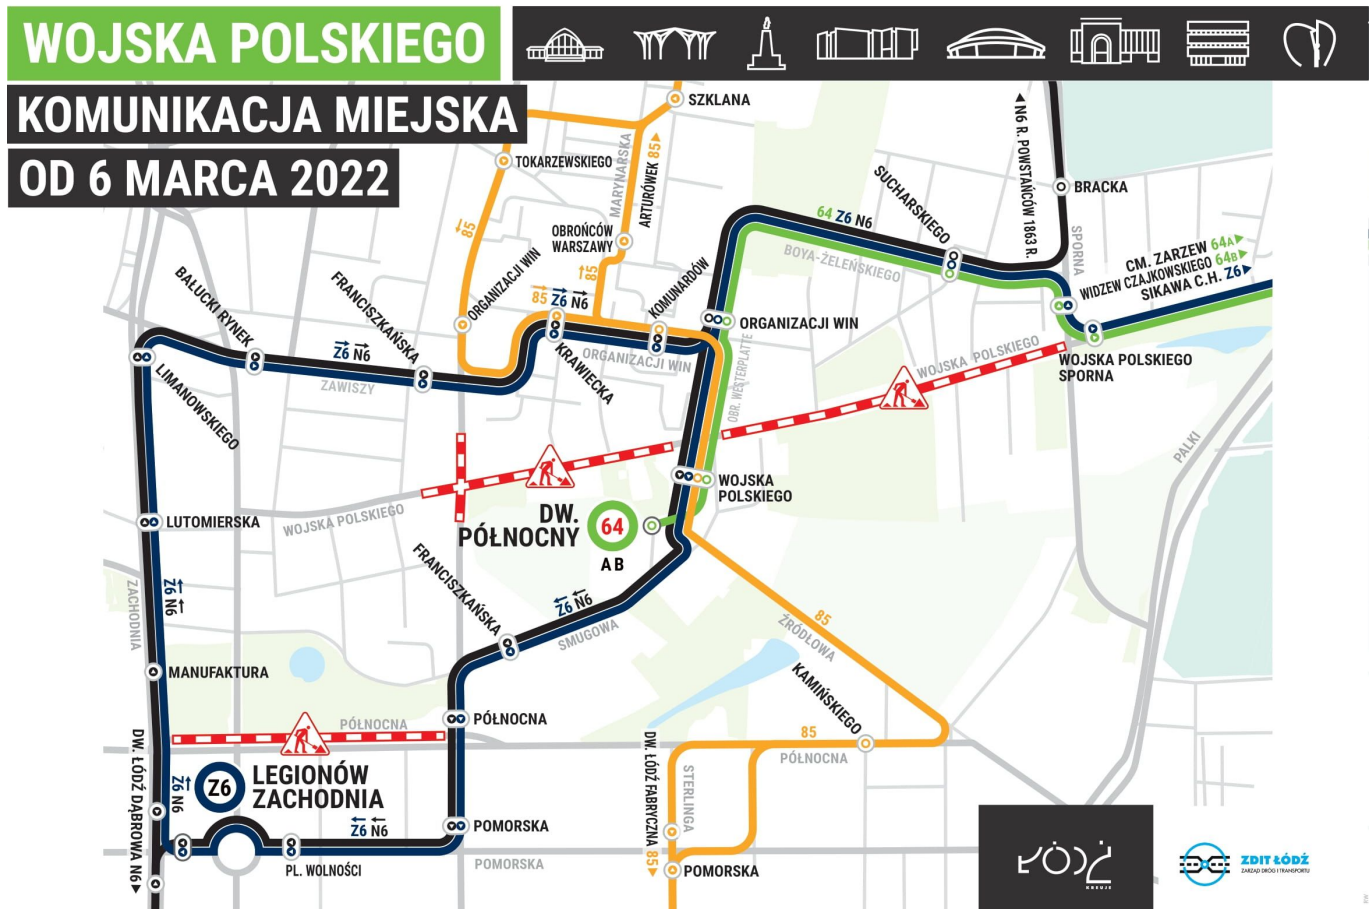 WOJSKA POLSKIEGO
KOMUNIKACJA MIEJSKA
OD 6 MARCA 2022
SZKLANA
TOKARZEWSKIEGO
MARYNARSKA
ARTURÓWEK 85
◀N6 R. POWSTAŃCÓW 1863 R.
BRACKA
SUCHARSKIEGO
64 Z6 N6
BOYA-ŻELEŃSKIEGO
SPORNA
OBROŃCÓW
WARSZAWY
85
85
ORGANIZACJI WIN
KOMUNARDÓW
CM. ZARZEW 64A▶
WIDZEW CZAJKOWSKIEGO 64B▶
SIKAWA C.H. Z6▶
BAŁUCKI RYNEK
FRANCISZKAŃSKA
85 Z6 N6
ORGANIZACJI WIN
KRAWIECKA
ORGANIZACJI WIN
OBR. WESTERPLATTE
WOJSKA POLSKIEGO
WOJSKA POLSKIEGO
SPORNA
Z6 N6
ZAWISZY
LIMANOWSKIEGO
PALKI
WOJSKA
POLSKIEGO
LUTOMIERSKA
WOJSKA POLSKIEGO
DW.
PÓŁNOCNY
64
A B
ZACHODNIA
Z6 N6
FRANCISZKAŃSKA
Z6 N6
SMUGOWA
85
ŹRÓDŁOWA
MANUFAKTURA
KAMIŃSKIEGO
PÓŁNOCNA
PÓŁNOCNA
85
PÓŁNOCNA
DW. ŁÓDŹ DĄBROWA N6▶
Z6 N6
Z6
LEGIONÓW
ZACHODNIA
DW. ŁÓDŹ FABRYCZNA 85▶
STERLINGA
Z6 N6
POMORSKA
PL. WOLNOŚCI
POMORSKA
POMORSKA
ŁÓDŹ
KREUJE
ZDIT ŁÓDŹ
ZARZĄD DRÓG I TRANSPORTU